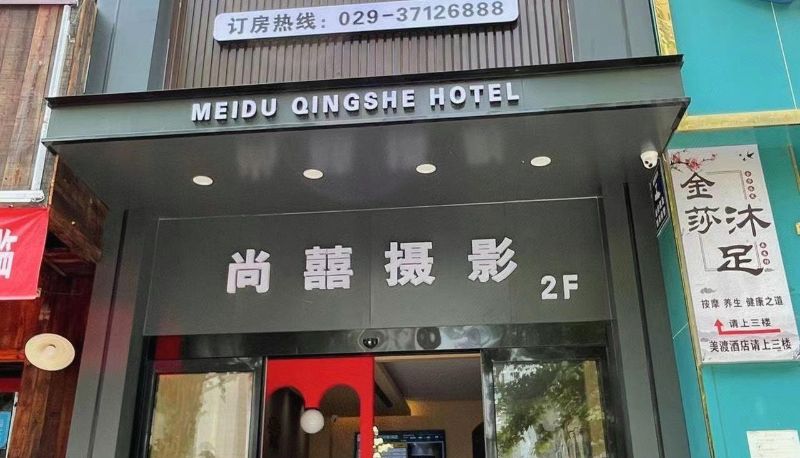 订房热线：029-37126888
MEIDU QINGSHE HOTEL
尚囍摄影 2F
金莎
沐足
按摩 养生 健康之道
请上三楼
美渡酒店请上三楼